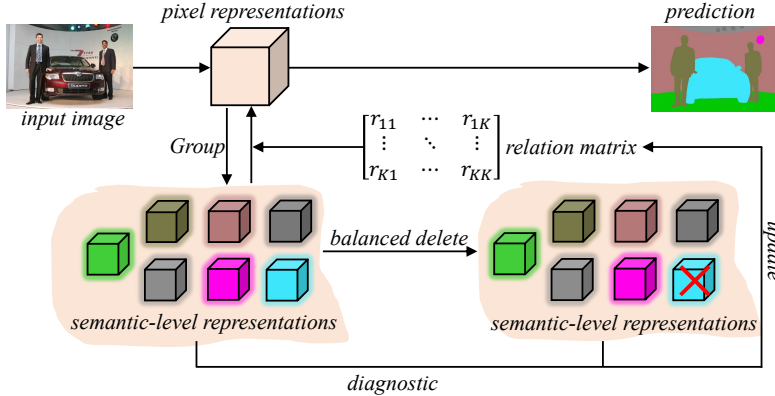 pixel representations
prediction
input image
Group
r11 ⋯ r1K
⋮ ⋱ ⋮
rK1 ⋯ rKK
relation matrix
balanced delete
update
semantic-level representations
semantic-level representations
diagnostic